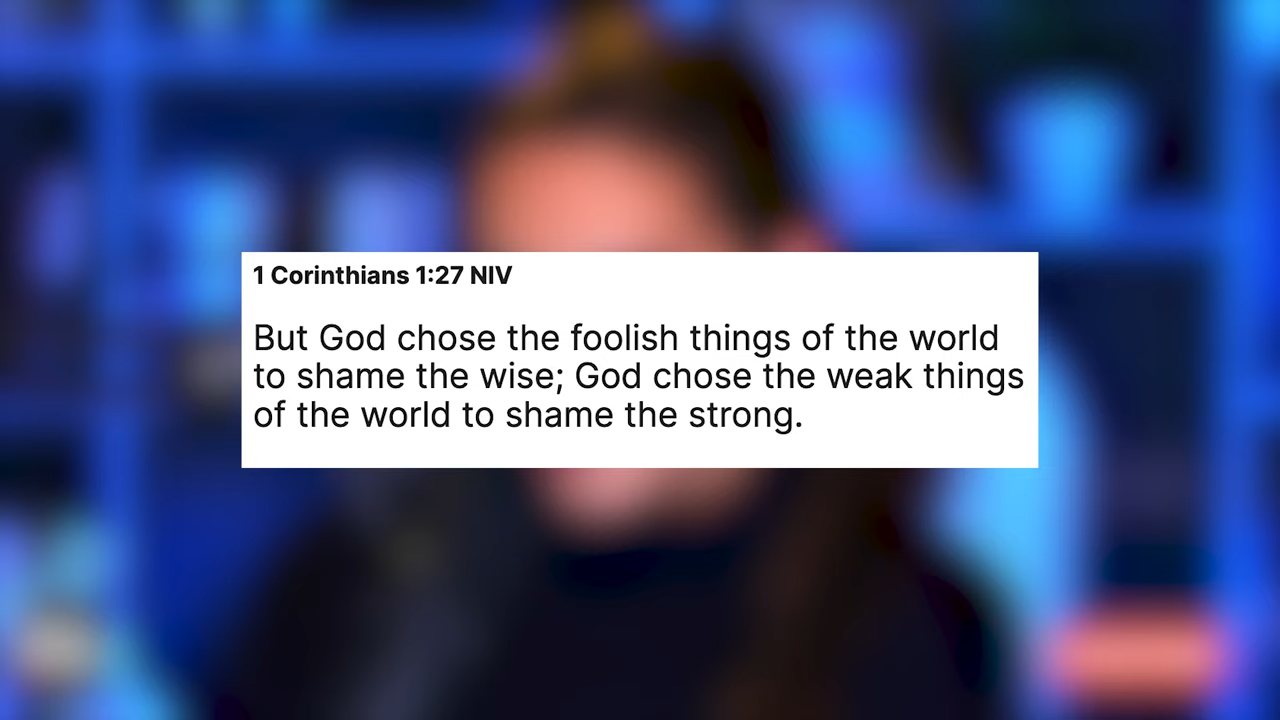 1 Corinthians 1:27 NIV
But God chose the foolish things of the world
to shame the wise; God chose the weak things
of the world to shame the strong.